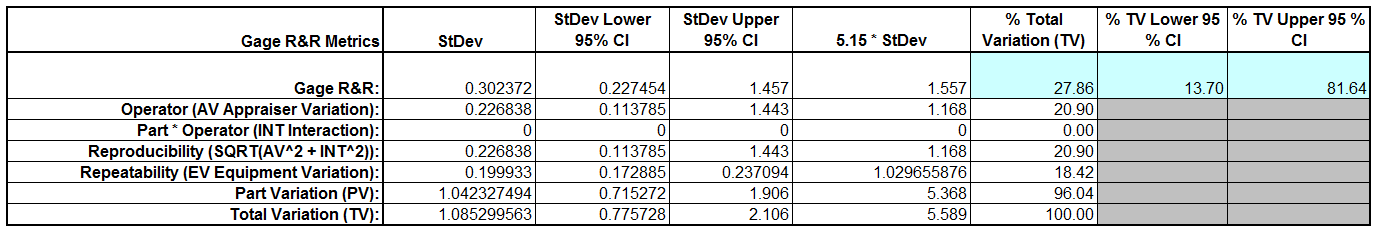 Gage R&R Metrics StDev StDev Lower 95% CI StDev Upper 95% CI 5.15 * StDev % Total Variation (TV) % TV Lower 95 % CI % TV Upper 95 % CI
Gage R&R: 0.302372 0.227454 1.457 1.557 27.86 13.70 81.64
Operator (AV Appraiser Variation): 0.226838 0.113785 1.443 1.168 20.90
Part * Operator (INT Interaction): 0 0 0 0 0.00
Reproducibility (SQRT(AV^2 + INT^2)): 0.226838 0.113785 1.443 1.168 20.90
Repeatability (EV Equipment Variation): 0.199933 0.172885 0.237094 1.029655876 18.42
Part Variation (PV): 1.042327494 0.715272 1.906 5.368 96.04
Total Variation (TV): 1.085299563 0.775728 2.106 5.589 100.00